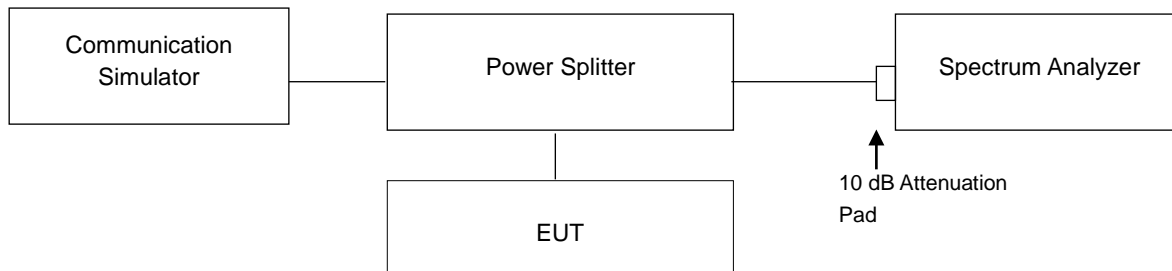 Communication
Simulator
Power Splitter
Spectrum Analyzer
10 dB Attenuation
Pad
EUT